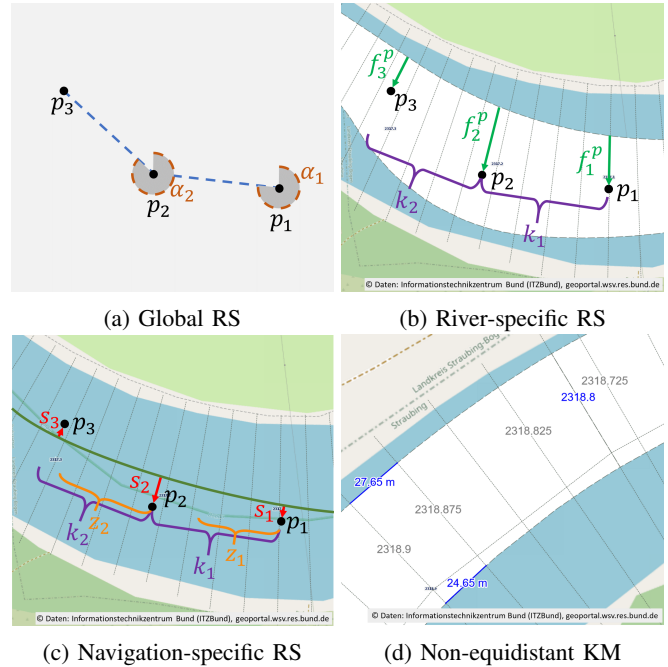 p₃
α₁
α₂
p₂
p₁
(a) Global RS
f₃ᵖ
p₃
f₂ᵖ
f₁ᵖ
p₂
p₁
k₂
k₁
© Daten: Informationstechnikzentrum Bund (ITZBund), geoportal.wsv.res.bund.de
(b) River-specific RS
s₃ p₃
s₂
p₂
s₁ p₁
z₂
k₂
z₁
k₁
© Daten: Informationstechnikzentrum Bund (ITZBund), geoportal.wsv.res.bund.de
(c) Navigation-specific RS
Landkreis Straubing-Bog
Straubing
2318.725
2318.8
2318.825
27.65 m
2318.875
2318.9
24.65 m
© Daten: Informationstechnikzentrum Bund (ITZBund), geoportal.wsv.res.bund.de
(d) Non-equidistant KM